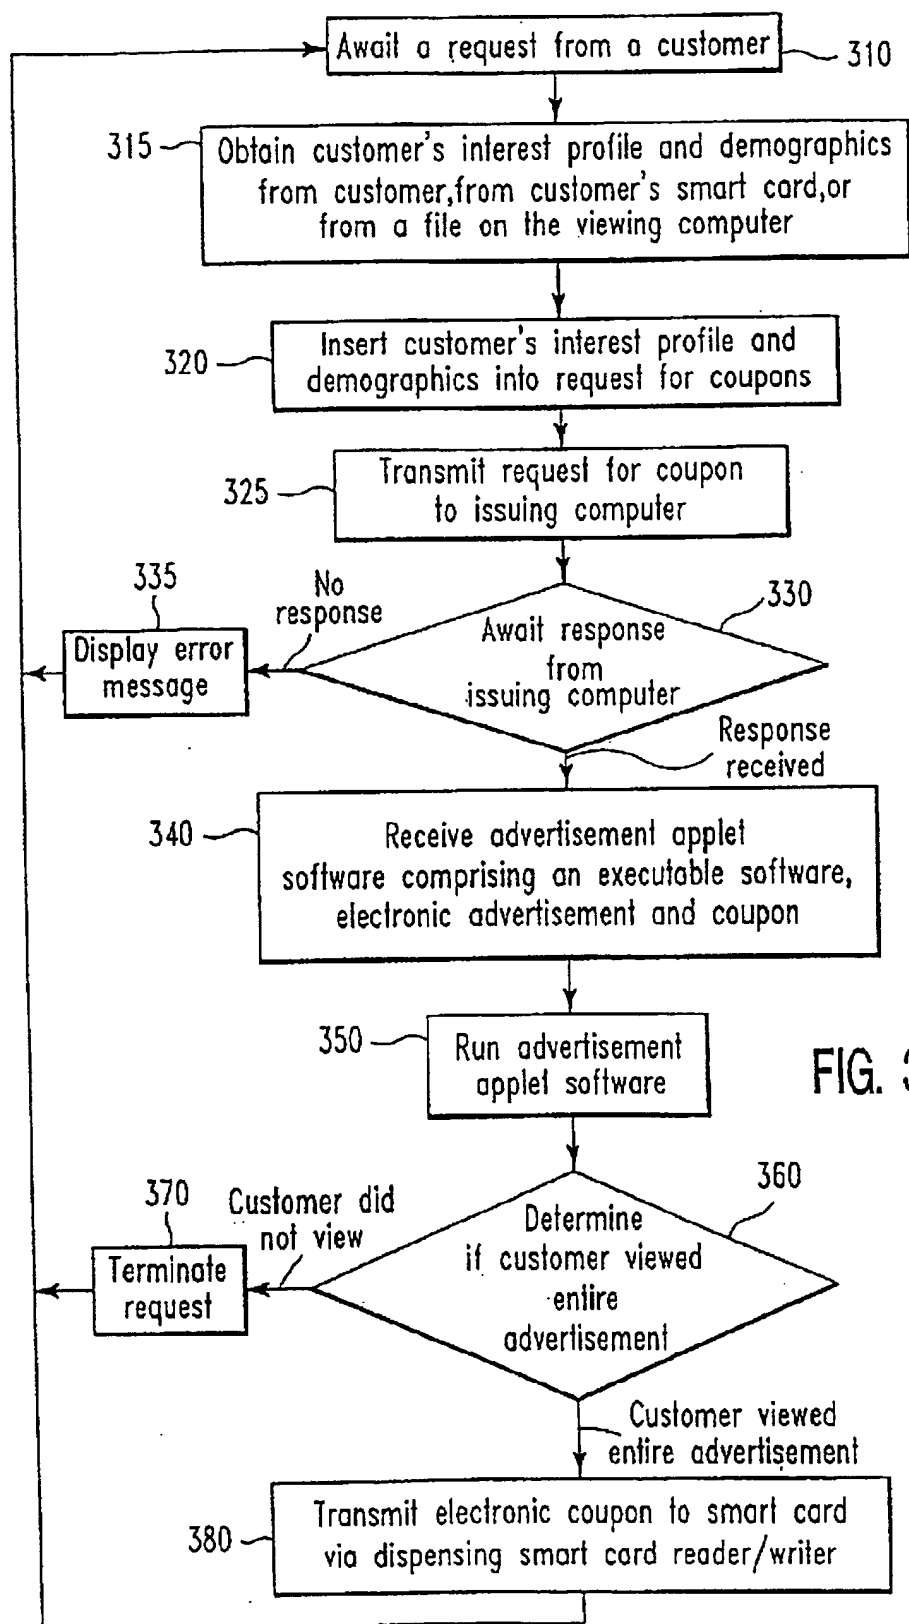 Await a request from a customer
310
315
Obtain customer's interest profile and demographics
from customer,from customer's smart card,or
from a file on the viewing computer
320
Insert customer's interest profile and
demographics into request for coupons
325
Transmit request for coupon
to issuing computer
335
No
response
330
Display error
message
Await response
from
issuing computer
Response
received
340
Receive advertisement applet
software comprising an executable software,
electronic advertisement and coupon
350
Run advertisement
applet software
FIG.
370
Customer did
not view
360
Terminate
request
Determine
if customer viewed
entire
advertisement
Customer viewed
entire advertisement
380
Transmit electronic coupon to smart card
via dispensing smart card reader/writer